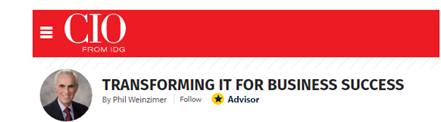 CIO
FROM IDG
TRANSFORMING IT FOR BUSINESS SUCCESS
By Phil Weinzimer Follow Advisor